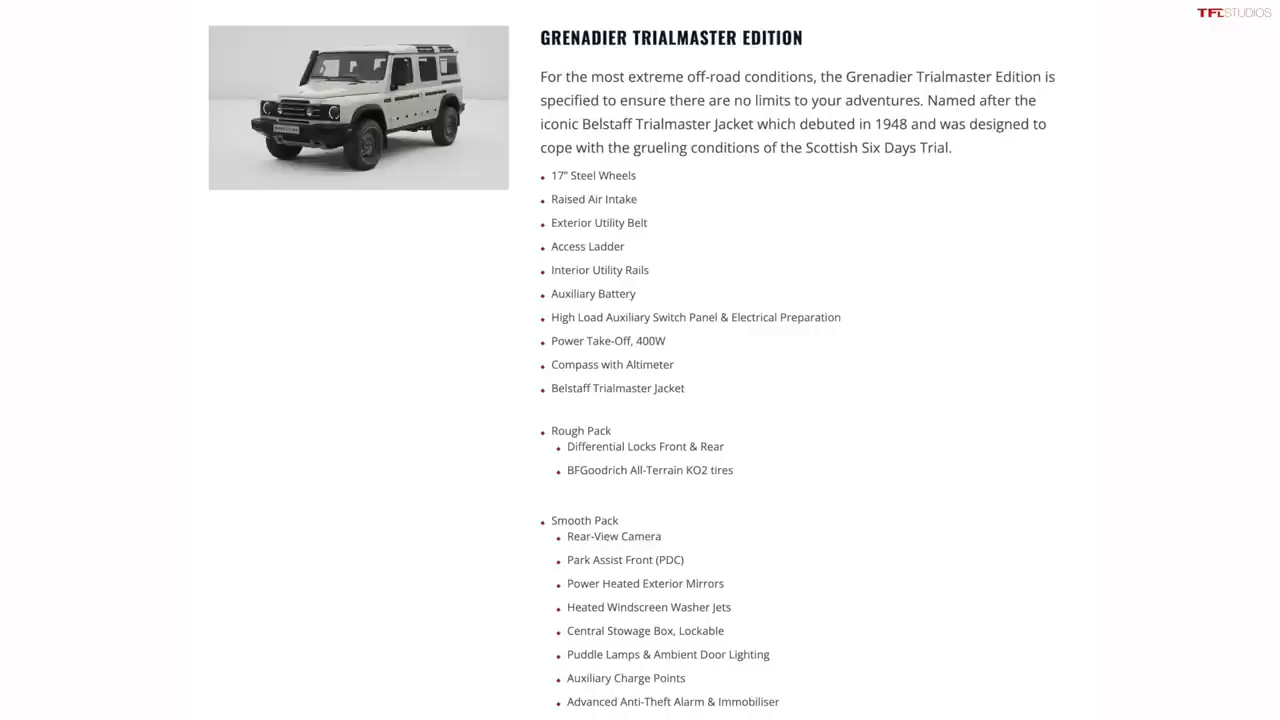 TFLSTUDIOS
GRENADIER TRIALMASTER EDITION
For the most extreme off-road conditions, the Grenadier Trialmaster Edition is
specified to ensure there are no limits to your adventures. Named after the
iconic Belstaff Trialmaster Jacket which debuted in 1948 and was designed to
cope with the grueling conditions of the Scottish Six Days Trial.
17” Steel Wheels
Raised Air Intake
Exterior Utility Belt
Access Ladder
Interior Utility Rails
Auxiliary Battery
High Load Auxiliary Switch Panel & Electrical Preparation
Power Take-Off, 400W
Compass with Altimeter
Belstaff Trialmaster Jacket
Rough Pack
Differential Locks Front & Rear
BFGoodrich All-Terrain KO2 tires
Smooth Pack
Rear-View Camera
Park Assist Front (PDC)
Power Heated Exterior Mirrors
Heated Windscreen Washer Jets
Central Stowage Box, Lockable
Puddle Lamps & Ambient Door Lighting
Auxiliary Charge Points
Advanced Anti-Theft Alarm & Immobiliser